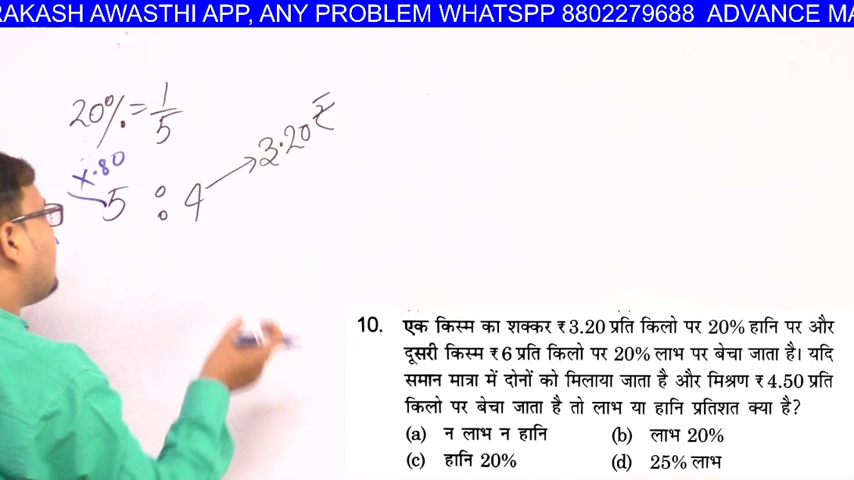 RAKASH AWASTHI APP, ANY PROBLEM WHATSPP 8802279688 ADVANCE MA
20% = 1/5
x.80
5 : 4 → 3.20 ₹
10. एक किस्म का शक्कर ₹ 3.20 प्रति किलो पर 20% हानि पर और
दूसरी किस्म ₹ 6 प्रति किलो पर 20% लाभ पर बेचा जाता है। यदि
समान मात्रा में दोनों को मिलाया जाता है और मिश्रण ₹ 4.50 प्रति
किलो पर बेचा जाता है तो लाभ या हानि प्रतिशत क्या है?
(a) न लाभ न हानि (b) लाभ 20%
(c) हानि 20% (d) 25% लाभ